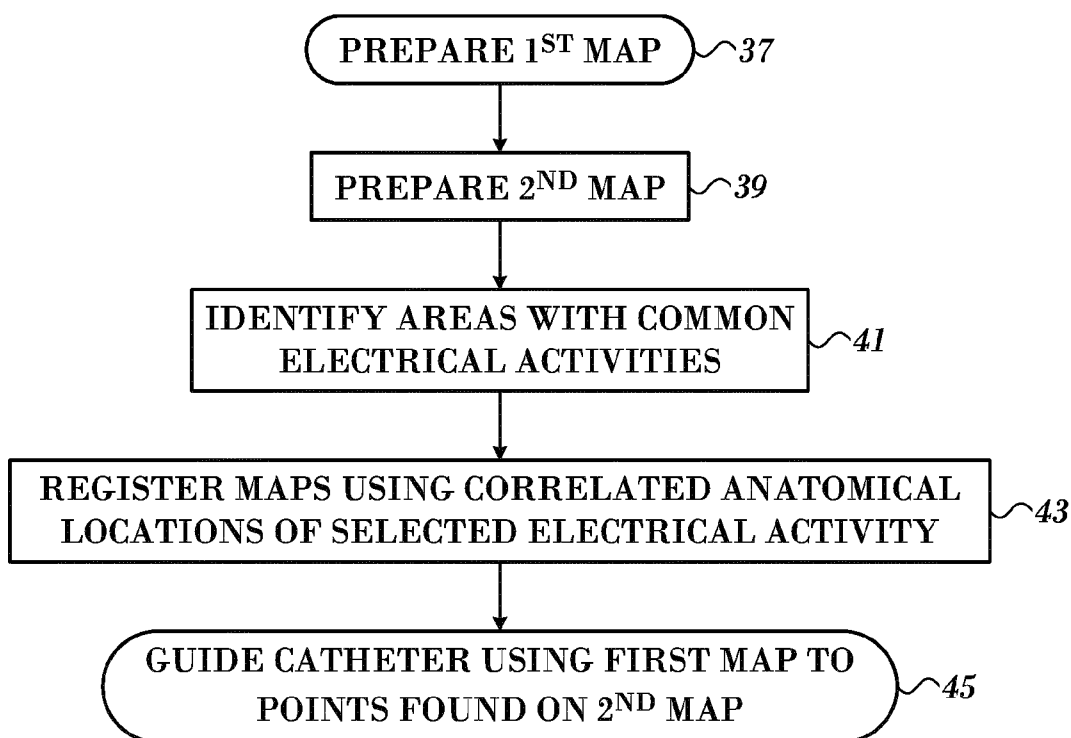 PREPARE 1ST MAP 37
PREPARE 2ND MAP 39
IDENTIFY AREAS WITH COMMON
ELECTRICAL ACTIVITIES 41
REGISTER MAPS USING CORRELATED ANATOMICAL
LOCATIONS OF SELECTED ELECTRICAL ACTIVITY 43
GUIDE CATHETER USING FIRST MAP TO
POINTS FOUND ON 2ND MAP 45